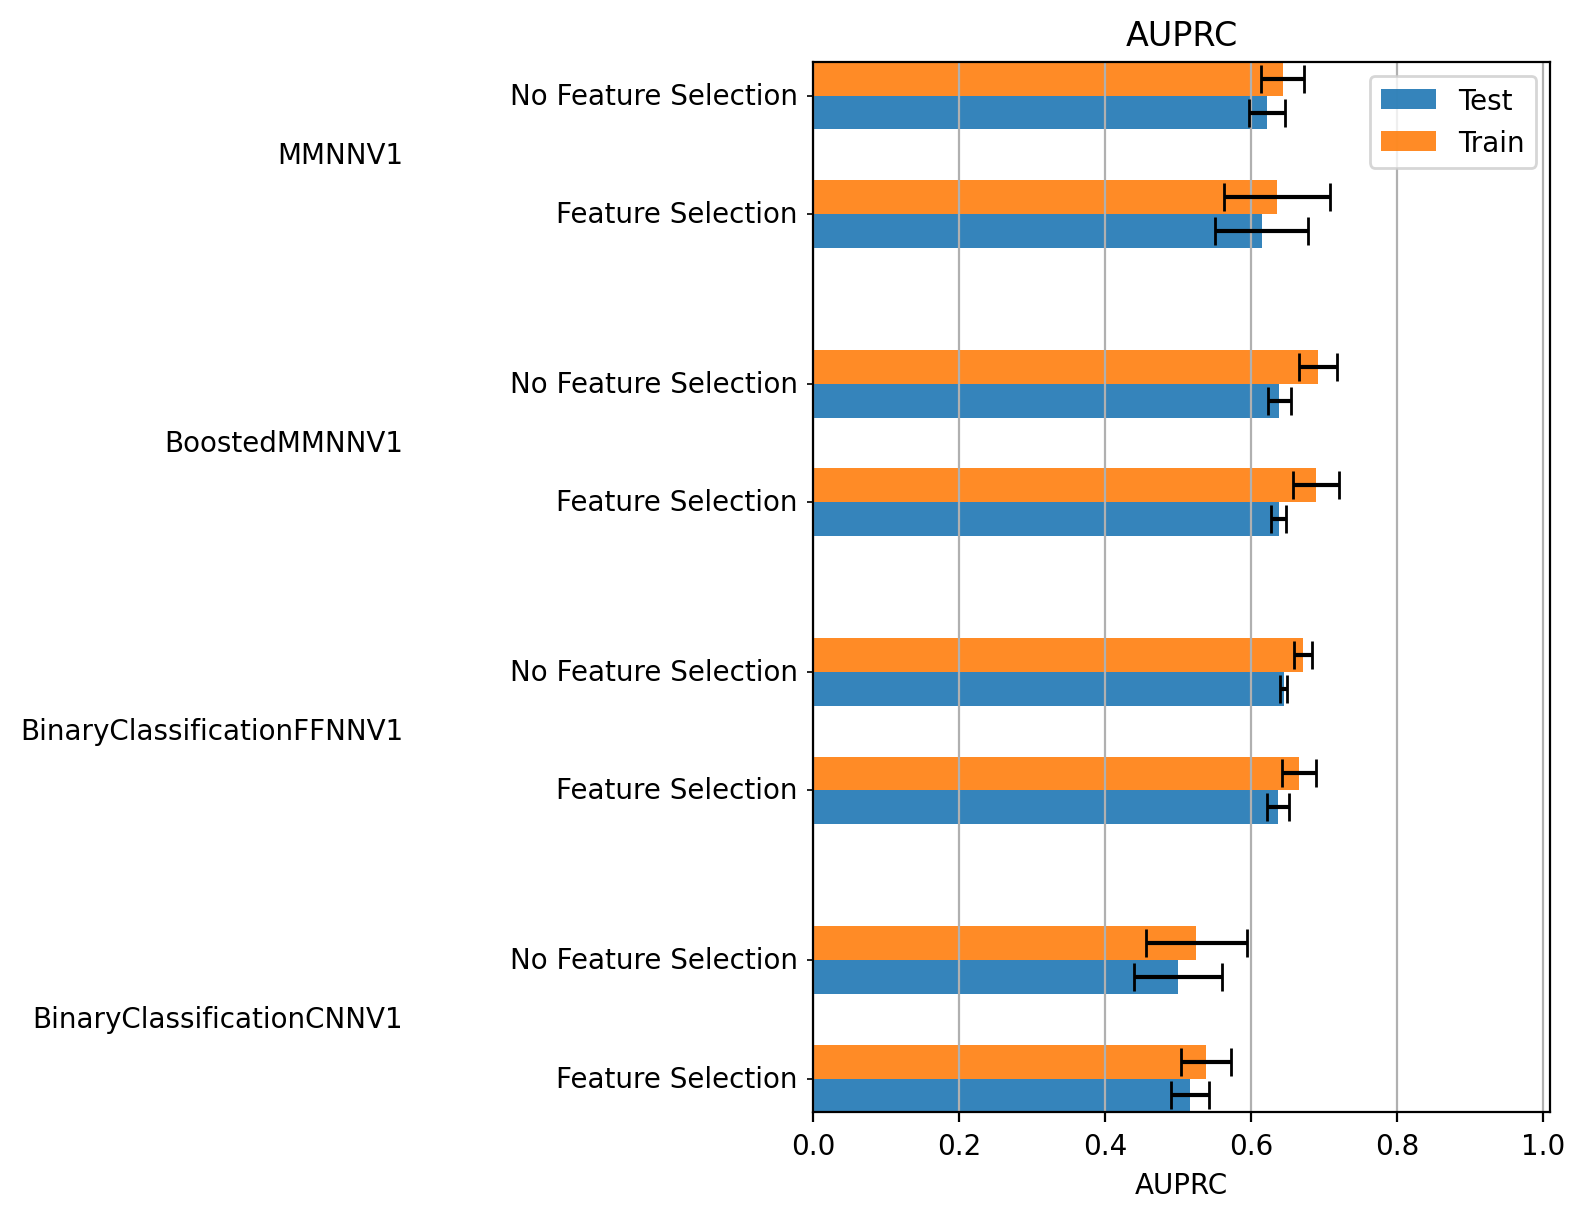 AUPRC
No Feature Selection
MMNNV1
Feature Selection
No Feature Selection
BoostedMMNNV1
Feature Selection
No Feature Selection
BinaryClassificationFFNNV1
Feature Selection
No Feature Selection
BinaryClassificationCNNV1
Feature Selection
Test
Train
0.0 0.2 0.4 0.6 0.8 1.0
AUPRC